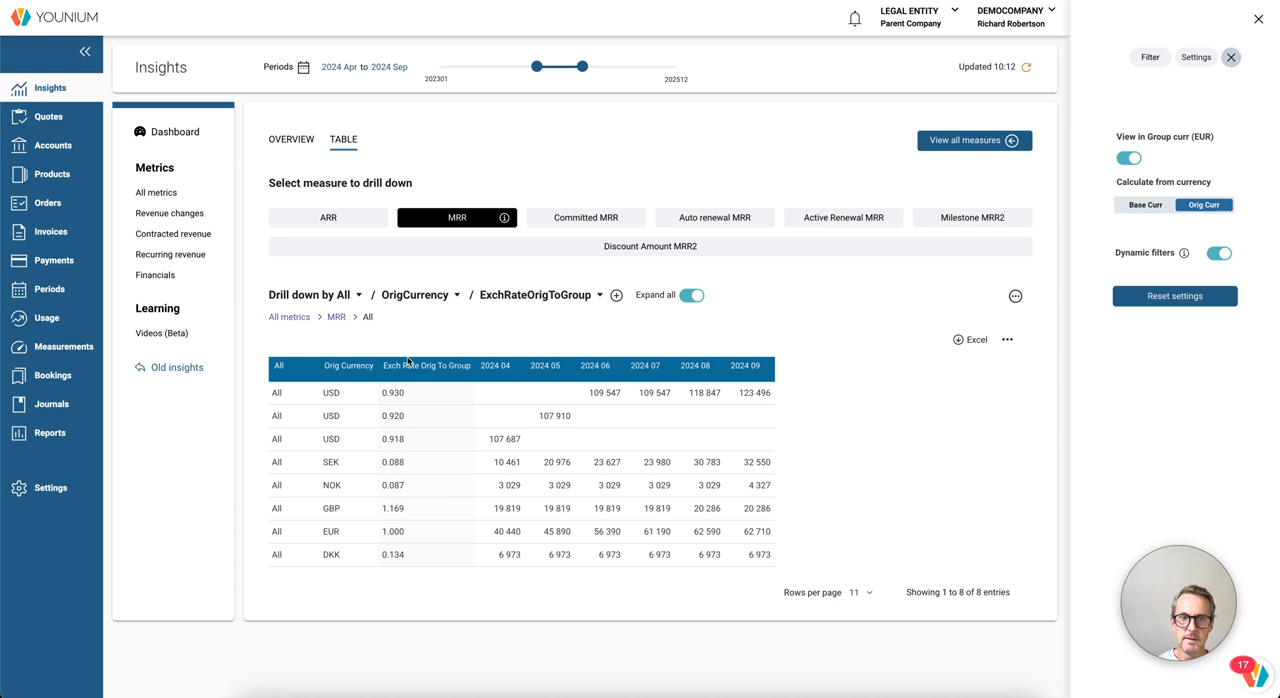 YOUNIUM
LEGAL ENTITY
Parent Company
DEMOCOMPANY
Richard Robertson
Insights
Quotes
Accounts
Products
Orders
Invoices
Payments
Periods
Usage
Measurements
Bookings
Journals
Reports
Settings
Insights
Periods 2024 Apr to 2024 Sep
202301
202512
Updated 10:12
Dashboard
Metrics
All metrics
Revenue changes
Contracted revenue
Recurring revenue
Financials
Learning
Videos (Beta)
Old insights
OVERVIEW TABLE
View all measures
Select measure to drill down
ARR MRR Committed MRR Auto renewal MRR Active Renewal MRR Milestone MRR2
Discount Amount MRR2
Drill down by All / OrigCurrency / ExchRateOrigToGroup Expand all
All metrics > MRR > All
Excel
All Orig Currency Exch Rate Orig To Group 2024 04 2024 05 2024 06 2024 07 2024 08 2024 09
All USD 0.930 109 547 109 547 118 847 123 496
All USD 0.920 107 910
All USD 0.918 107 687
All SEK 0.088 10 461 20 976 23 627 23 980 30 783 32 550
All NOK 0.087 3 029 3 029 3 029 3 029 3 029 4 327
All GBP 1.169 19 819 19 819 19 819 19 819 20 286 20 286
All EUR 1.000 40 440 45 890 56 390 61 190 62 590 62 710
All DKK 0.134 6 973 6 973 6 973 6 973 6 973 6 973
Rows per page 11 Showing 1 to 8 of 8 entries
Filter Settings
View in Group curr (EUR)
Calculate from currency
Base Curr Orig Curr
Dynamic filters
Reset settings
17